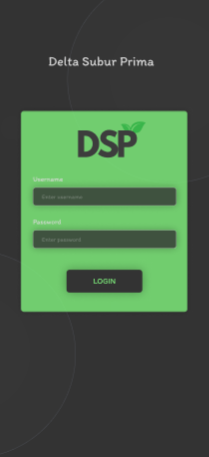 Delta Subur Prima
DSP
Username
Enter username
Password
Enter password
LOGIN